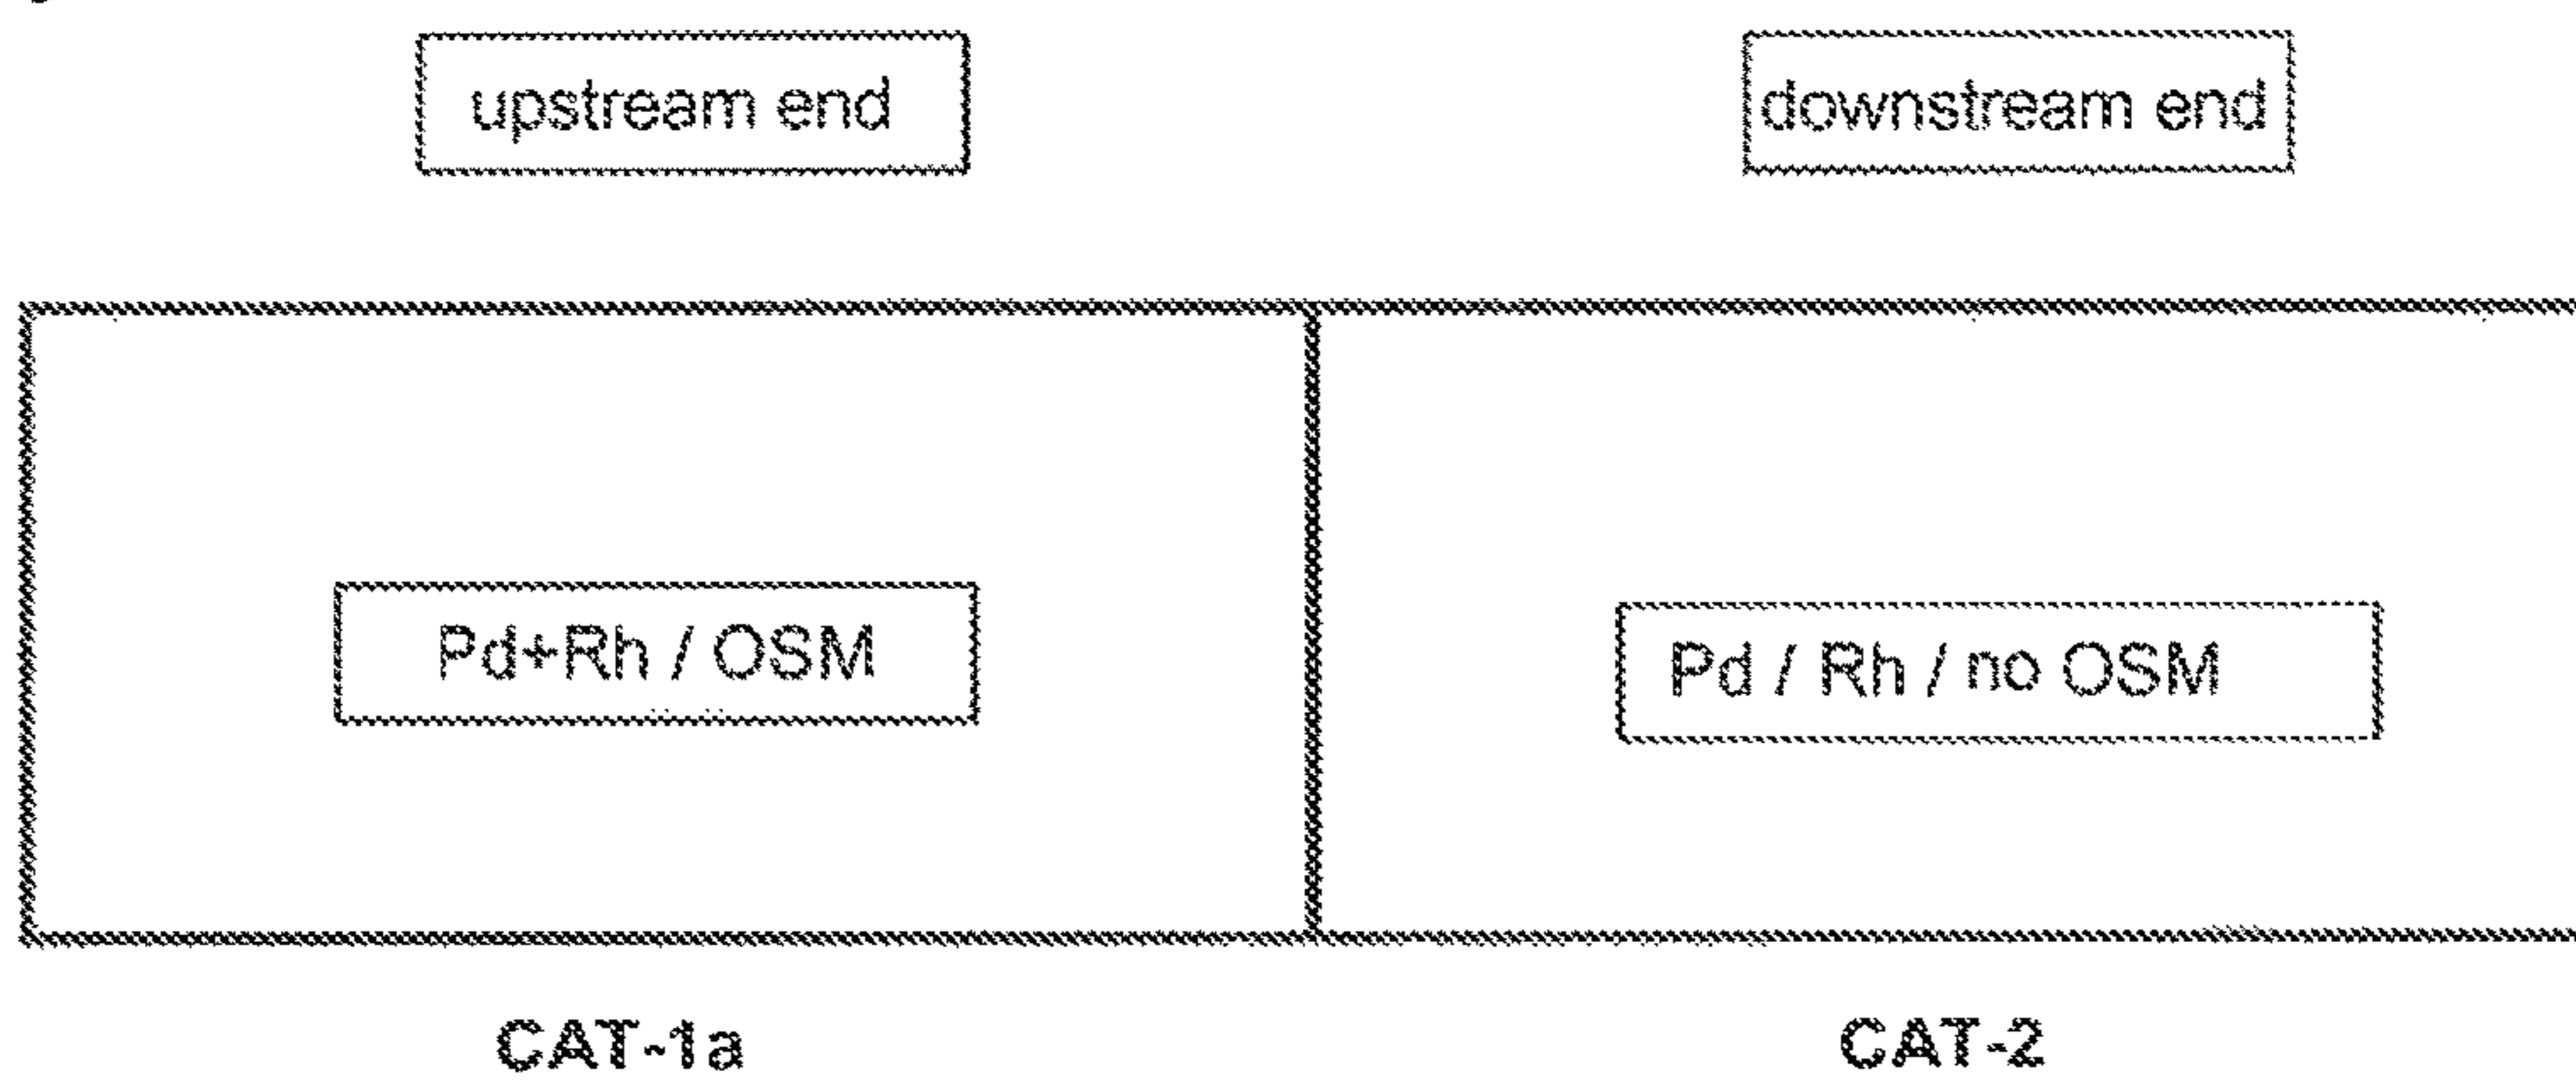 upstream end
downstream end
Pd+Rh / OSM
Pd / Rh / no OSM
CAT-1a
CAT-2